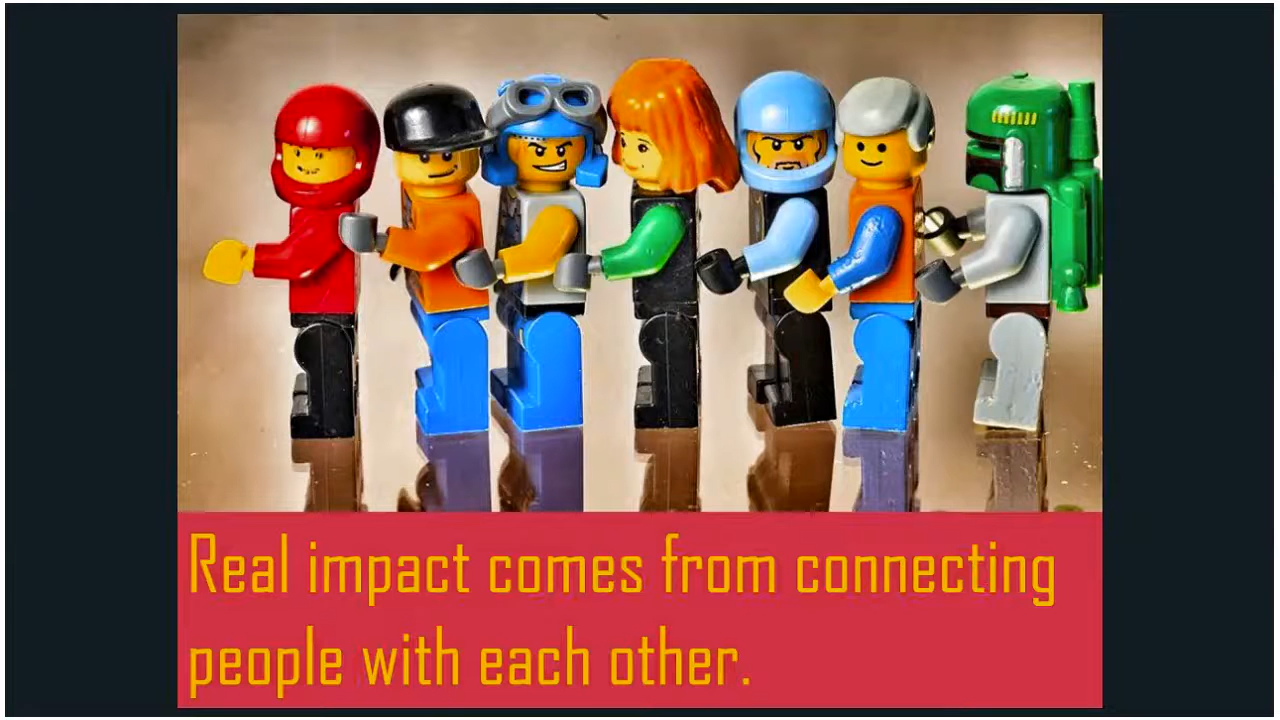 Real impact comes from connecting
people with each other.